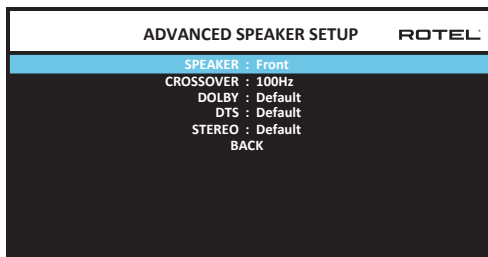 ADVANCED SPEAKER SETUP ROTEL
SPEAKER : Front
CROSSOVER : 100Hz
DOLBY : Default
DTS : Default
STEREO : Default
BACK